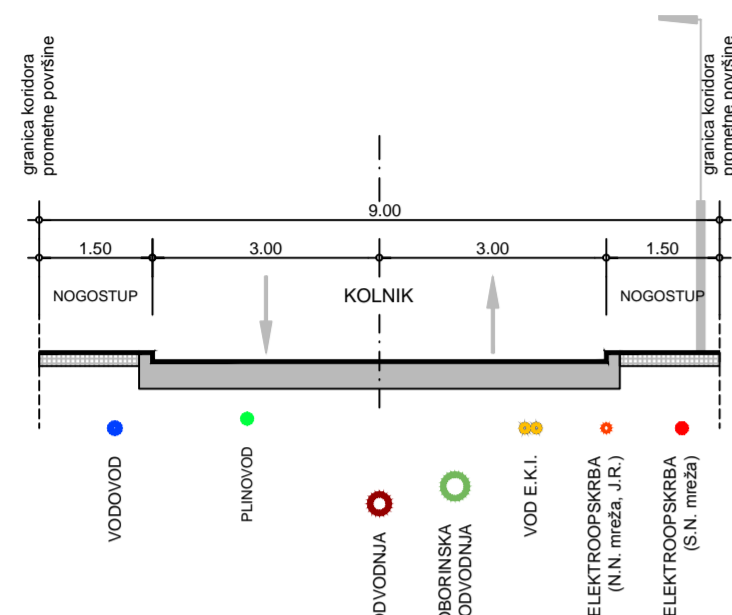 granica koridora
prometne površine
granica koridora
prometne površine
9.00
1.50
3.00
3.00
1.50
NOGOSTUP
KOLNIK
NOGOSTUP
VODOVOD
PLINOVOD
ODVODNJA
OBORINSKA
ODVODNJA
VOD E.K.I.
ELEKTROOPSKRBA
(N.N. mreža, J.R.)
ELEKTROOPSKRBA
(S.N. mreža)